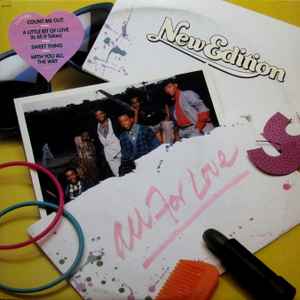 COUNT ME OUT
A LITTLE BIT OF LOVE
IS ALL IT TAKES
SWEET THING
WITH YOU ALL
THE WAY
New Edition
All For Love